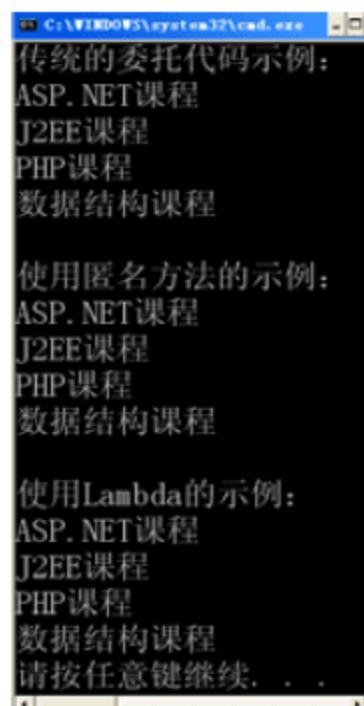 C:\WINDOWS\system32\cmd.exe
传统的委托代码示例:
ASP.NET课程
J2EE课程
PHP课程
数据结构课程
使用匿名方法的示例:
ASP.NET课程
J2EE课程
PHP课程
数据结构课程
使用Lambda的示例:
ASP.NET课程
J2EE课程
PHP课程
数据结构课程
请按任意键继续. . .